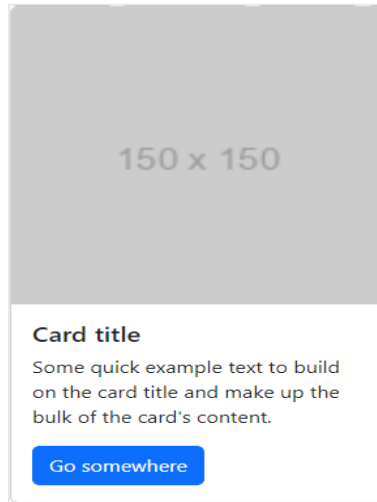 150 x 150
Card title
Some quick example text to build
on the card title and make up the
bulk of the card's content.
Go somewhere